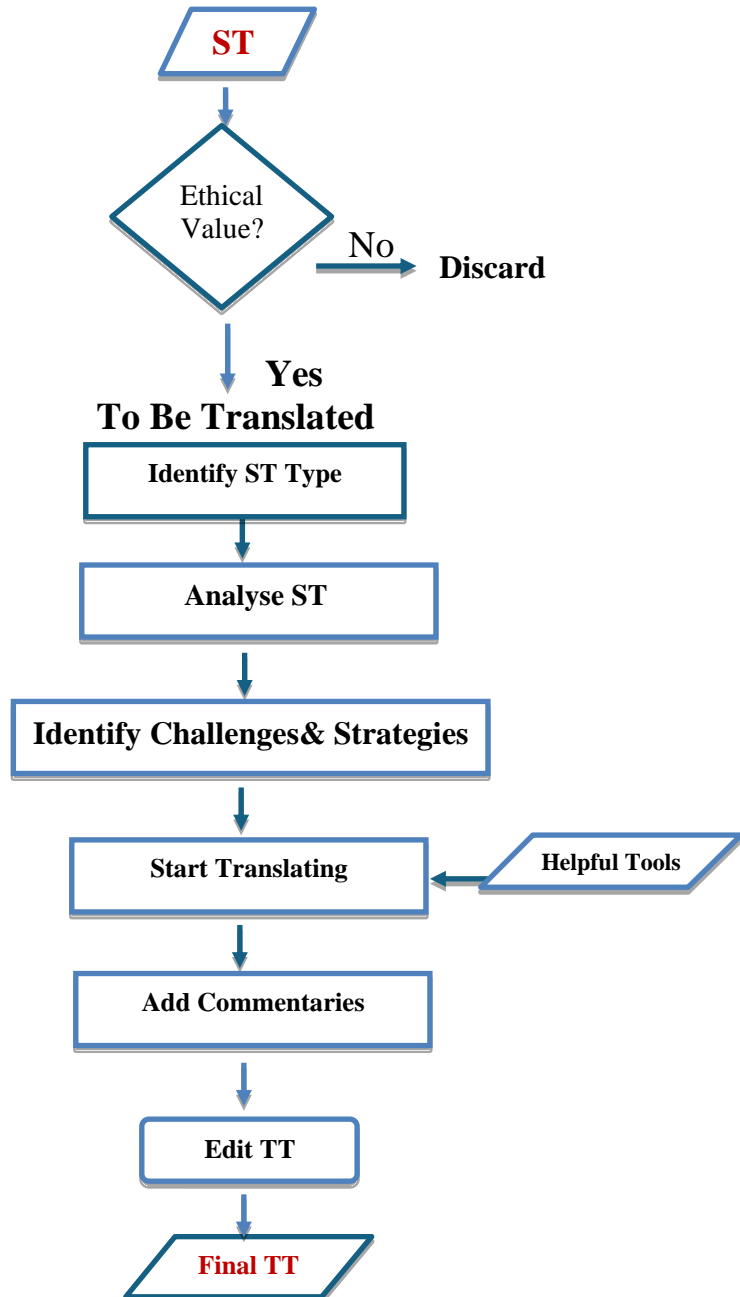 ST
Ethical
Value?
No
Discard
Yes
To Be Translated
Identify ST Type
Analyse ST
Identify Challenges& Strategies
Start Translating
Helpful Tools
Add Commentaries
Edit TT
Final TT